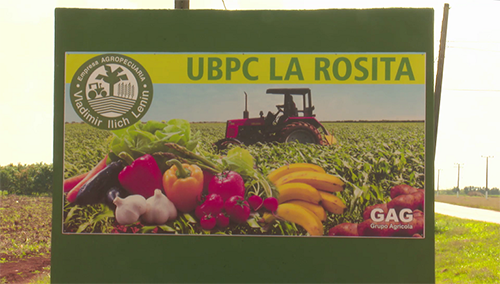 UBPC LA ROSITA
Empresa AGROPECUARIA
Vladimir Ilich Lenin
GAG
Grupo Agrícola